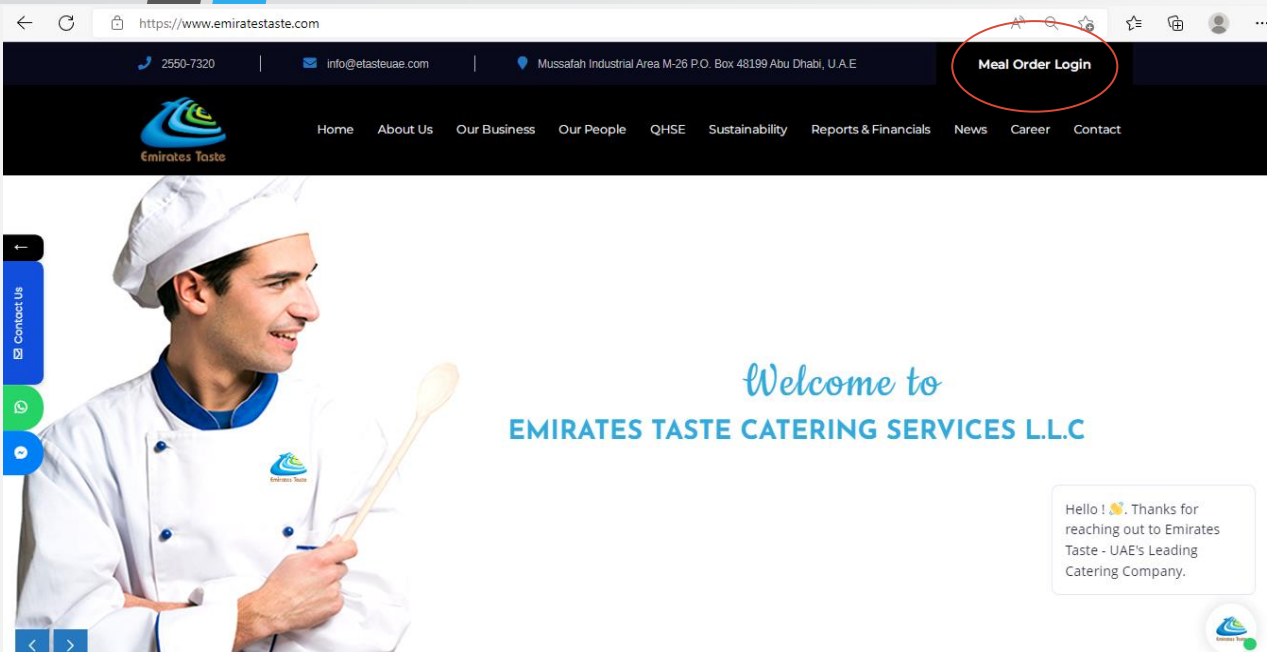 https://www.emiratestaste.com
2550-7320
info@etasteuae.com
Mussafah Industrial Area M-26 P.O. Box 48199 Abu Dhabi, U.A.E
Meal Order Login
Emirates Taste
Home About Us Our Business Our People QHSE Sustainability Reports & Financials News Career Contact
Contact Us
Welcome to
EMIRATES TASTE CATERING SERVICES L.L.C
Emirates Taste
Hello ! 👋. Thanks for
reaching out to Emirates
Taste - UAE's Leading
Catering Company.
Emirates Taste